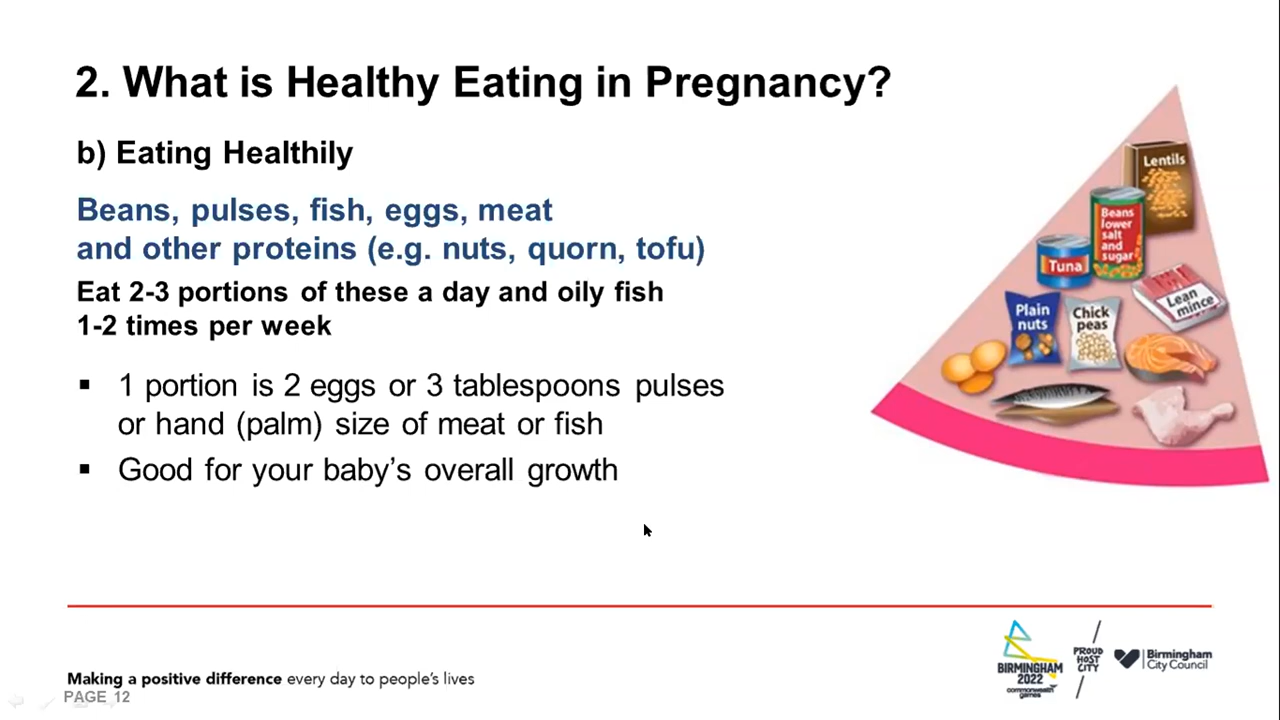 2. What is Healthy Eating in Pregnancy?
b) Eating Healthily
Beans, pulses, fish, eggs, meat
and other proteins (e.g. nuts, quorn, tofu)
Eat 2-3 portions of these a day and oily fish
1-2 times per week
▪ 1 portion is 2 eggs or 3 tablespoons pulses
or hand (palm) size of meat or fish
▪ Good for your baby's overall growth
Lentils
Beans
lower
salt
and
sugar
Tuna
Lean
mince
Plain
nuts
Chick
peas
Making a positive difference every day to people's lives
PAGE 12
BIRMINGHAM
2022
commonwealth
games
PROUD
HOST
CITY
Birmingham
City Council